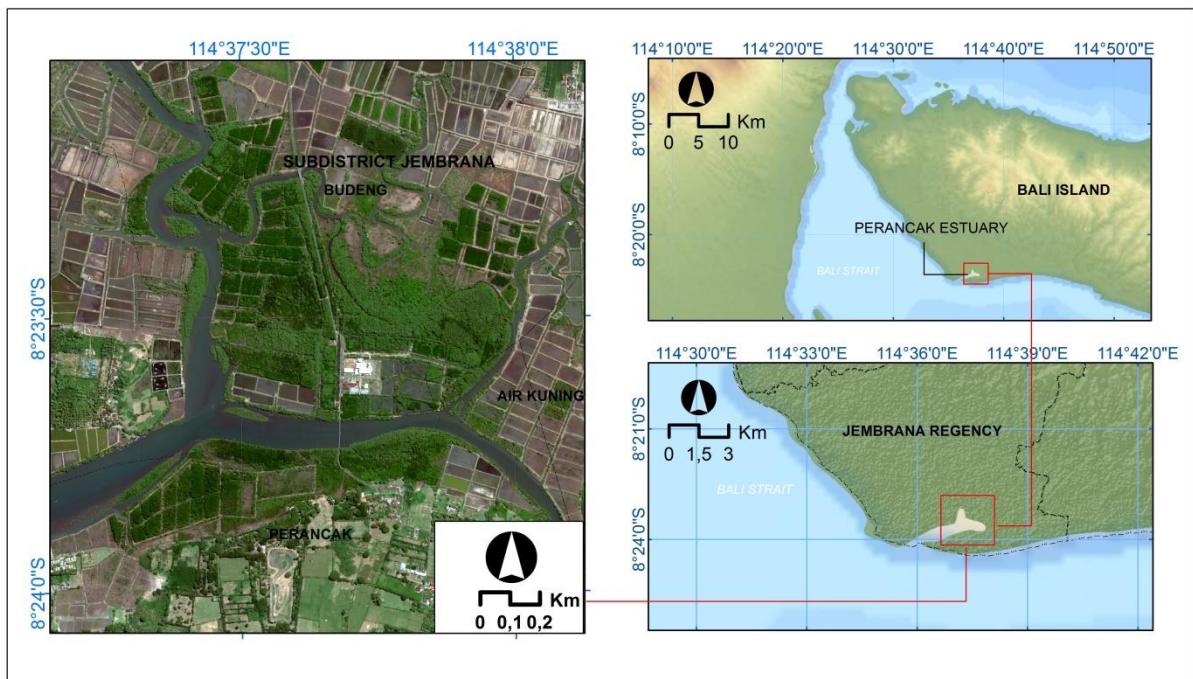 114°37'30"E 114°38'0"E
8°23'30"S
8°24'0"S
SUBDISTRICT JEMBRANA
BUDENG
AIR KUNING
PERANCAK
Km
0 0,1 0,2
114°10'0"E 114°20'0"E 114°30'0"E 114°40'0"E 114°50'0"E
8°10'0"S
8°20'0"S
Km
0 5 10
BALI ISLAND
PERANCAK ESTUARY
BALI STRAIT
114°30'0"E 114°33'0"E 114°36'0"E 114°39'0"E 114°42'0"E
8°21'0"S
8°24'0"S
Km
0 1,5 3
JEMBRANA REGENCY
BALI STRAIT